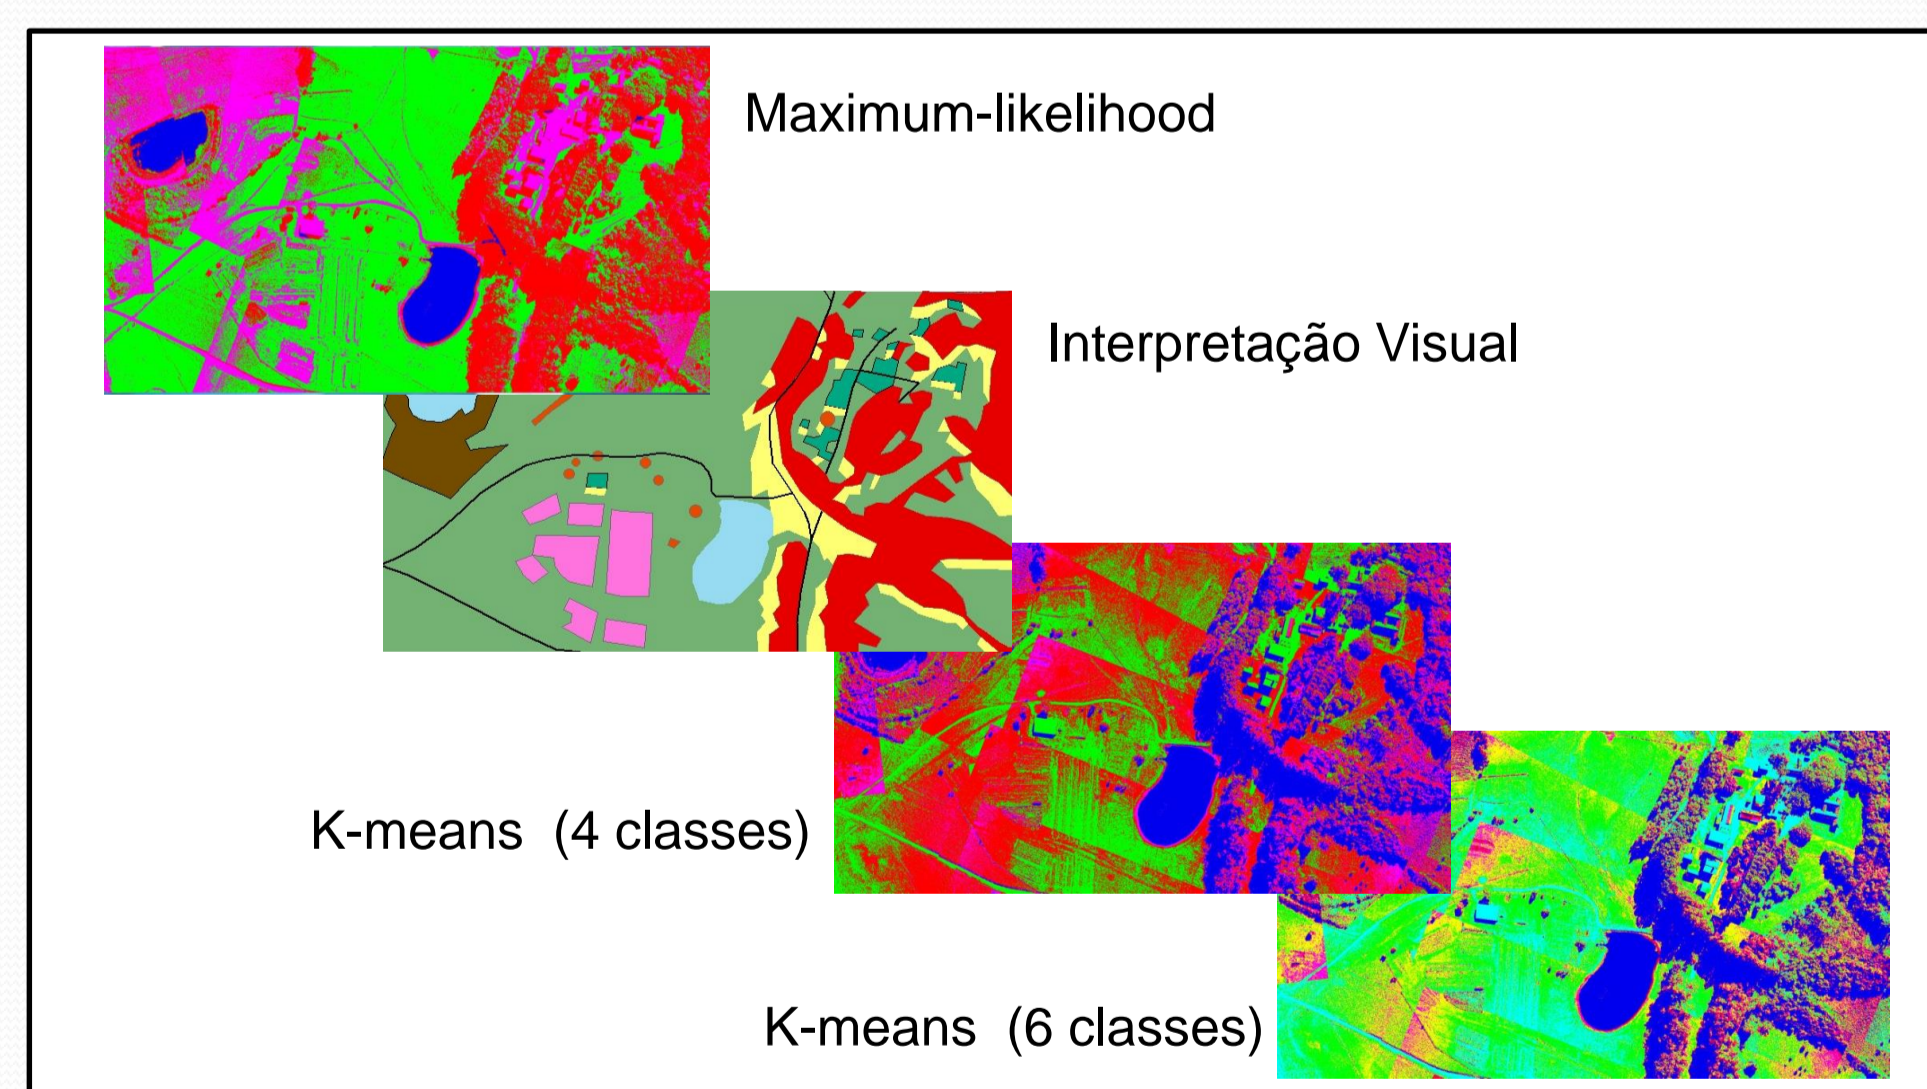 Maximum-likelihood
Interpretação Visual
K-means (4 classes)
K-means (6 classes)